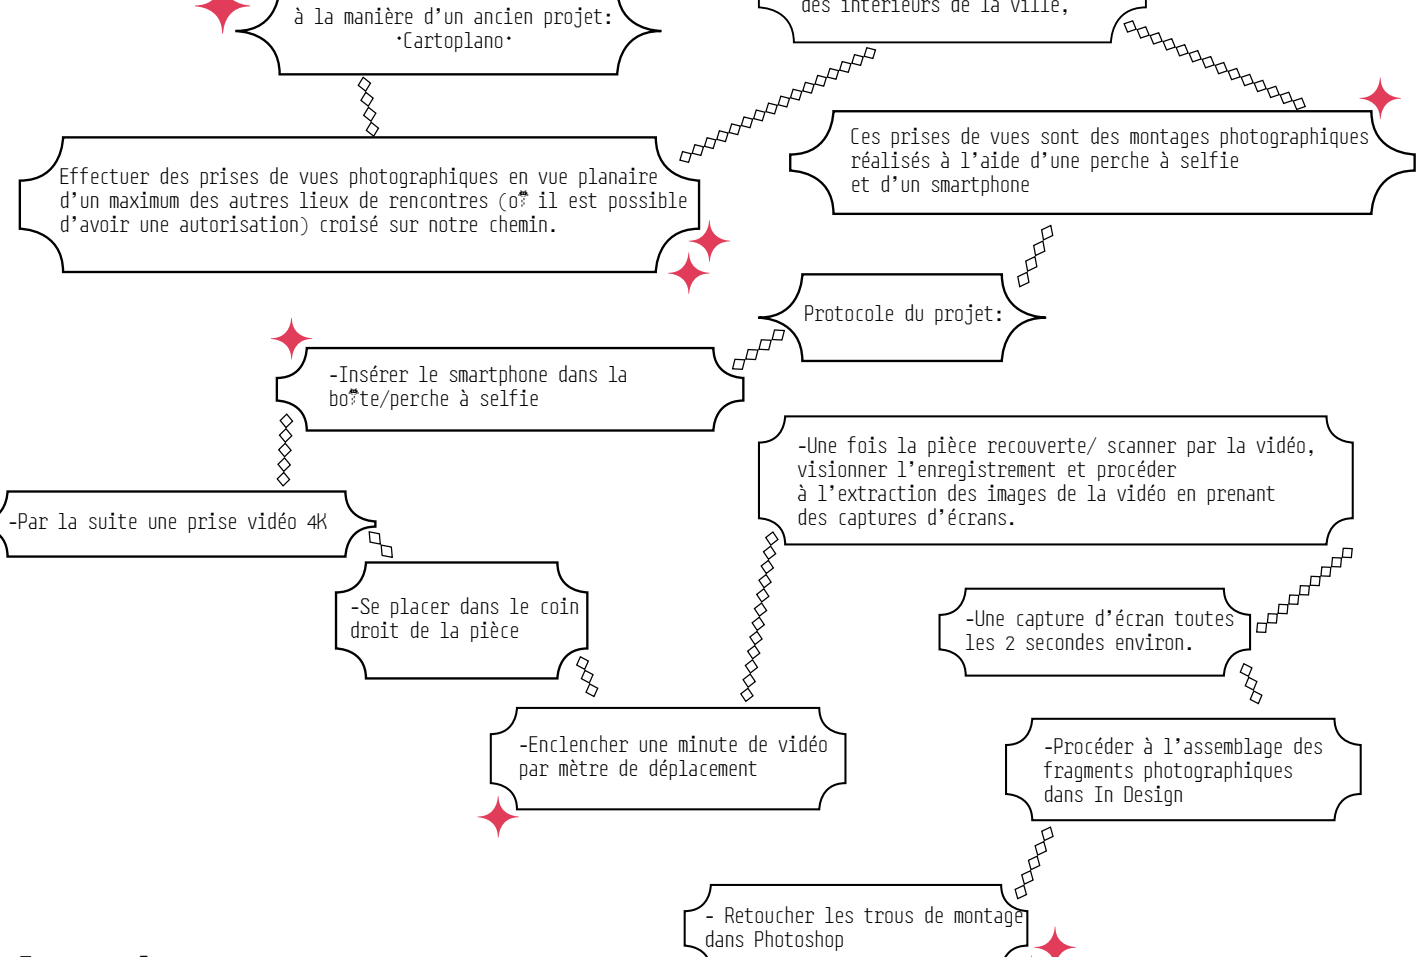 à la manière d’un ancien projet:
·Cartoplano·
des intérieurs de la ville,
Effectuer des prises de vues photographiques en vue planaire
d’un maximum des autres lieux de rencontres (o il est possible
d’avoir une autorisation) croisé sur notre chemin.
Ces prises de vues sont des montages photographiques
réalisés à l’aide d’une perche à selfie
et d’un smartphone
Protocole du projet:
-Insérer le smartphone dans la
bo te/perche à selfie
-Par la suite une prise vidéo 4K
-Se placer dans le coin
droit de la pièce
-Enclencher une minute de vidéo
par mètre de déplacement
-Une fois la pièce recouverte/ scanner par la vidéo,
visionner l’enregistrement et procéder
à l’extraction des images de la vidéo en prenant
des captures d’écrans.
-Une capture d’écran toutes
les 2 secondes environ.
-Procéder à l’assemblage des
fragments photographiques
dans In Design
- Retoucher les trous de montage
dans Photoshop